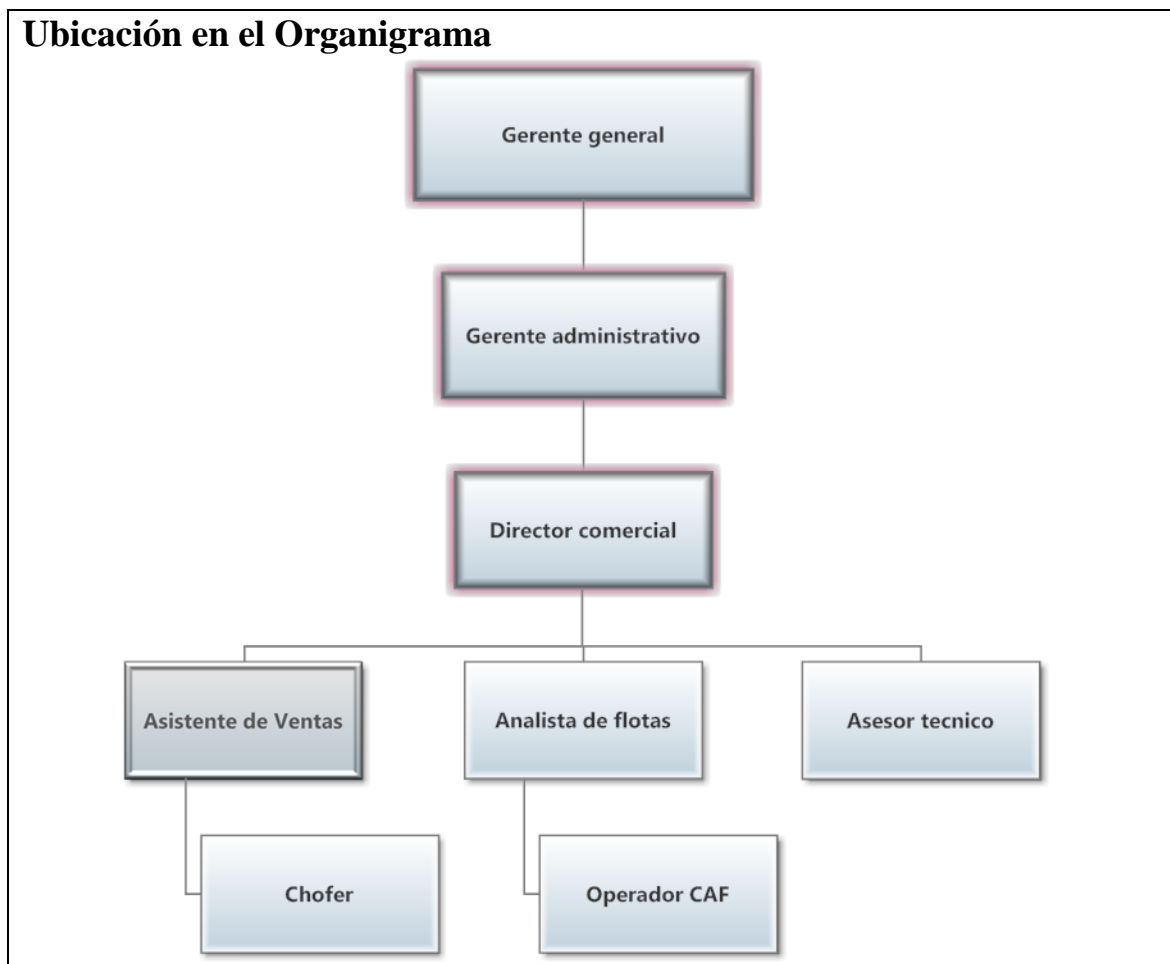 Ubicación en el Organigrama
Gerente general
Gerente administrativo
Director comercial
Asistente de Ventas
Analista de flotas
Asesor tecnico
Chofer
Operador CAF